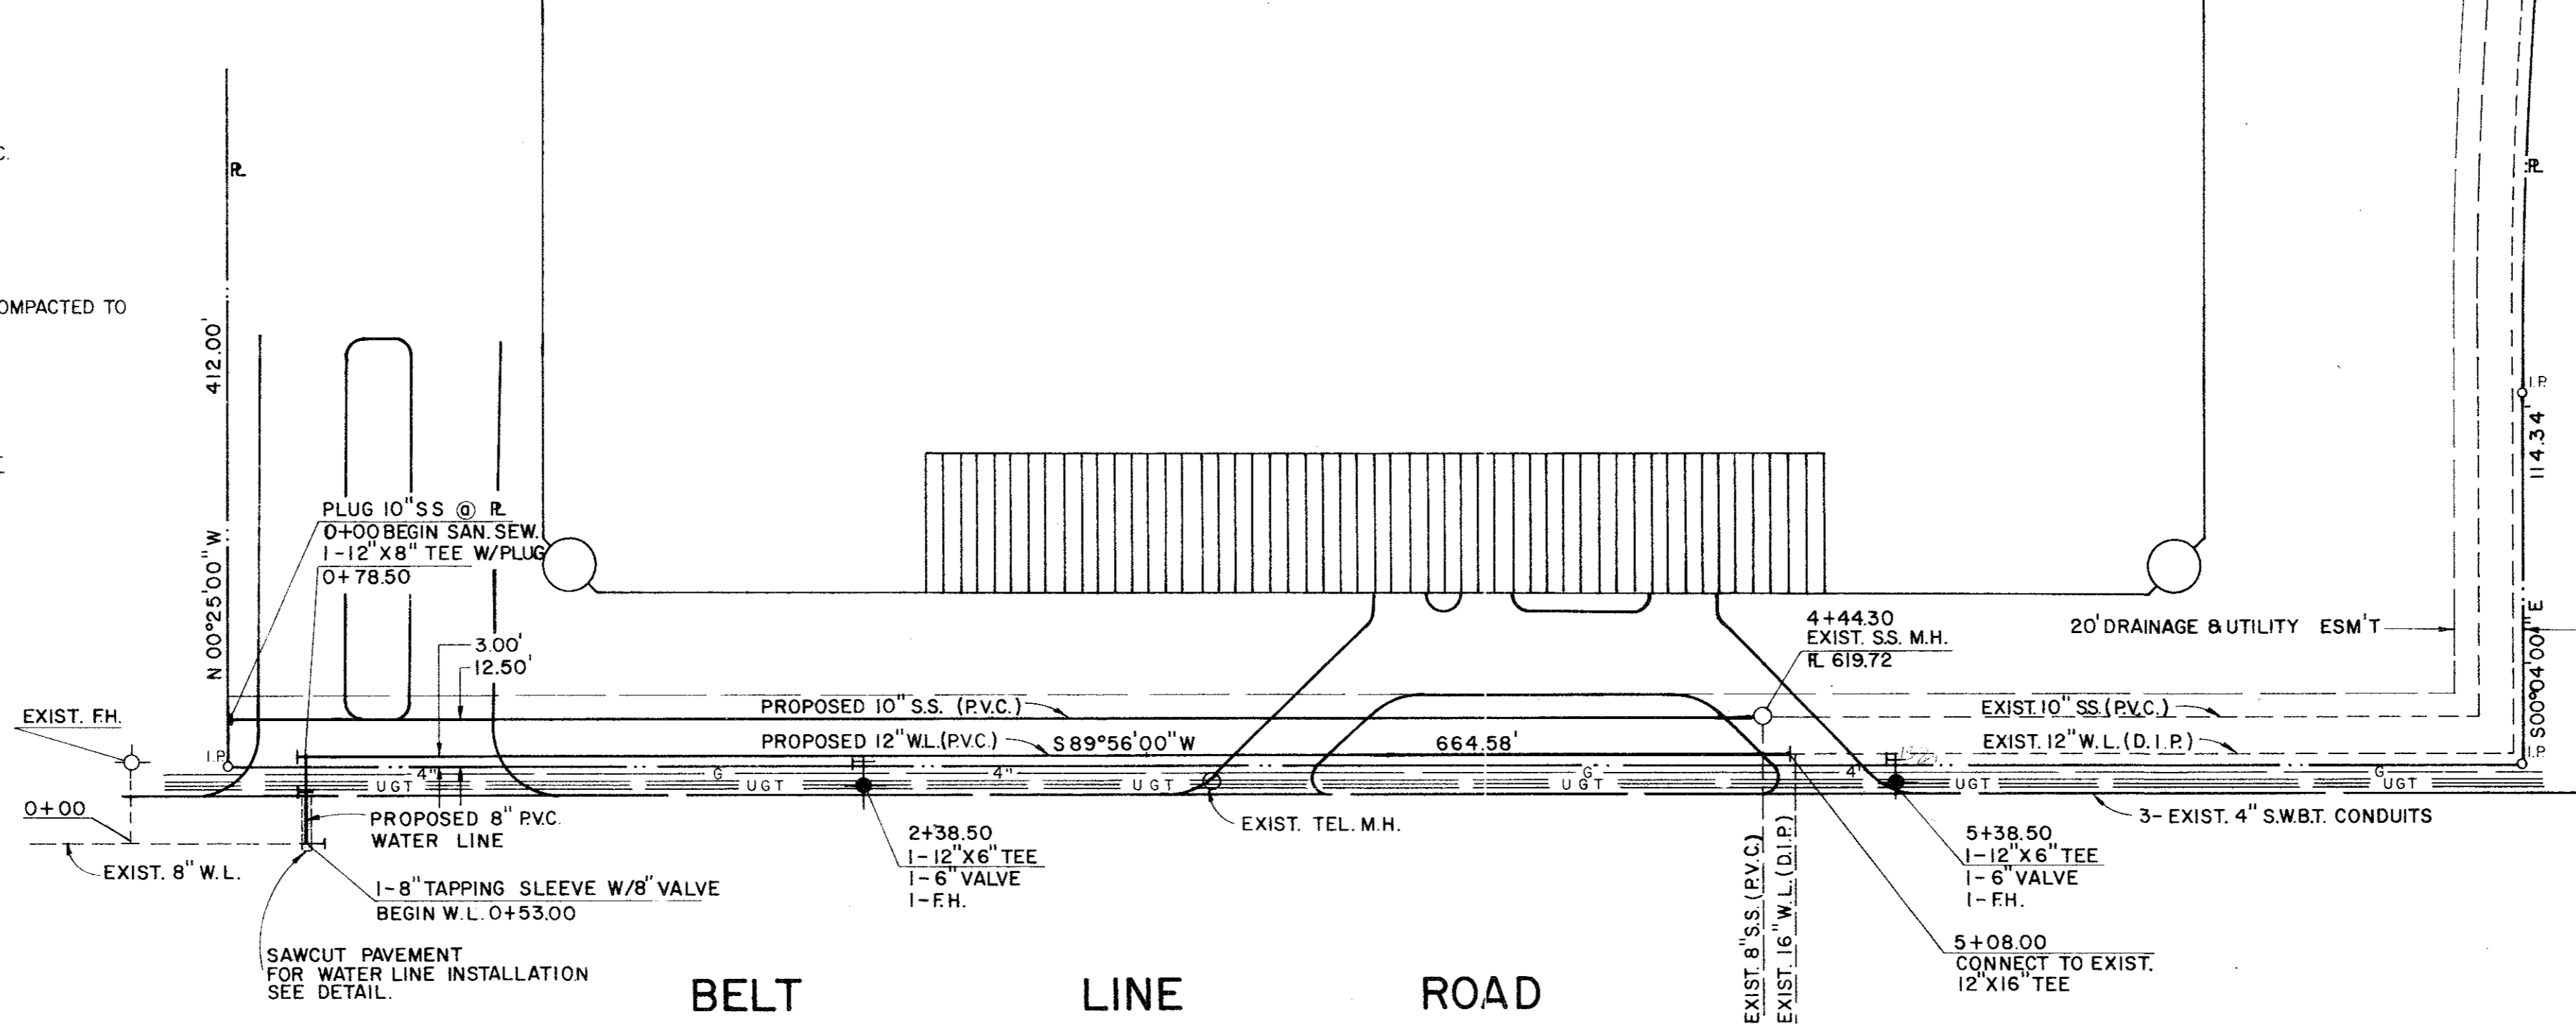 C.
OMPACTED TO
PL
412.00'
N 00°25'00" W
PLUG 10" S S @ PL
0+00 BEGIN SAN. SEW.
1-12"X8" TEE W/PLUG
0+78.50
3.00'
12.50'
EXIST. F.H.
I.P.
0+00
EXIST. 8" W.L.
PROPOSED 8" P.V.C.
WATER LINE
1-8" TAPPING SLEEVE W/8" VALVE
BEGIN W.L. 0+53.00
SAWCUT PAVEMENT
FOR WATER LINE INSTALLATION
SEE DETAIL.
PROPOSED 10" S.S. (P.V.C.)
PROPOSED 12" W.L. (P.V.C.)
S 89°56'00" W
664.58'
4" G 4" G 4" G
UGT UGT UGT UGT UGT UGT
2+38.50
1-12"X6" TEE
1-6" VALVE
1-F.H.
EXIST. TEL. M.H.
4+44.30
EXIST. S.S. M.H.
FL 619.72
20' DRAINAGE & UTILITY ESM'T
EXIST. 10" SS. (P.V.C.)
EXIST. 12" W.L. (D.I.P.)
PL
I.P.
114.34'
S 00°04'00" E
I.P.
3- EXIST. 4" S.W.B.T. CONDUITS
5+38.50
1-12"X6" TEE
1-6" VALVE
1-F.H.
5+08.00
CONNECT TO EXIST.
12"X16" TEE
EXIST. 8" S.S. (P.V.C.)
EXIST. 16" W.L. (D.I.P.)
BELT LINE ROAD